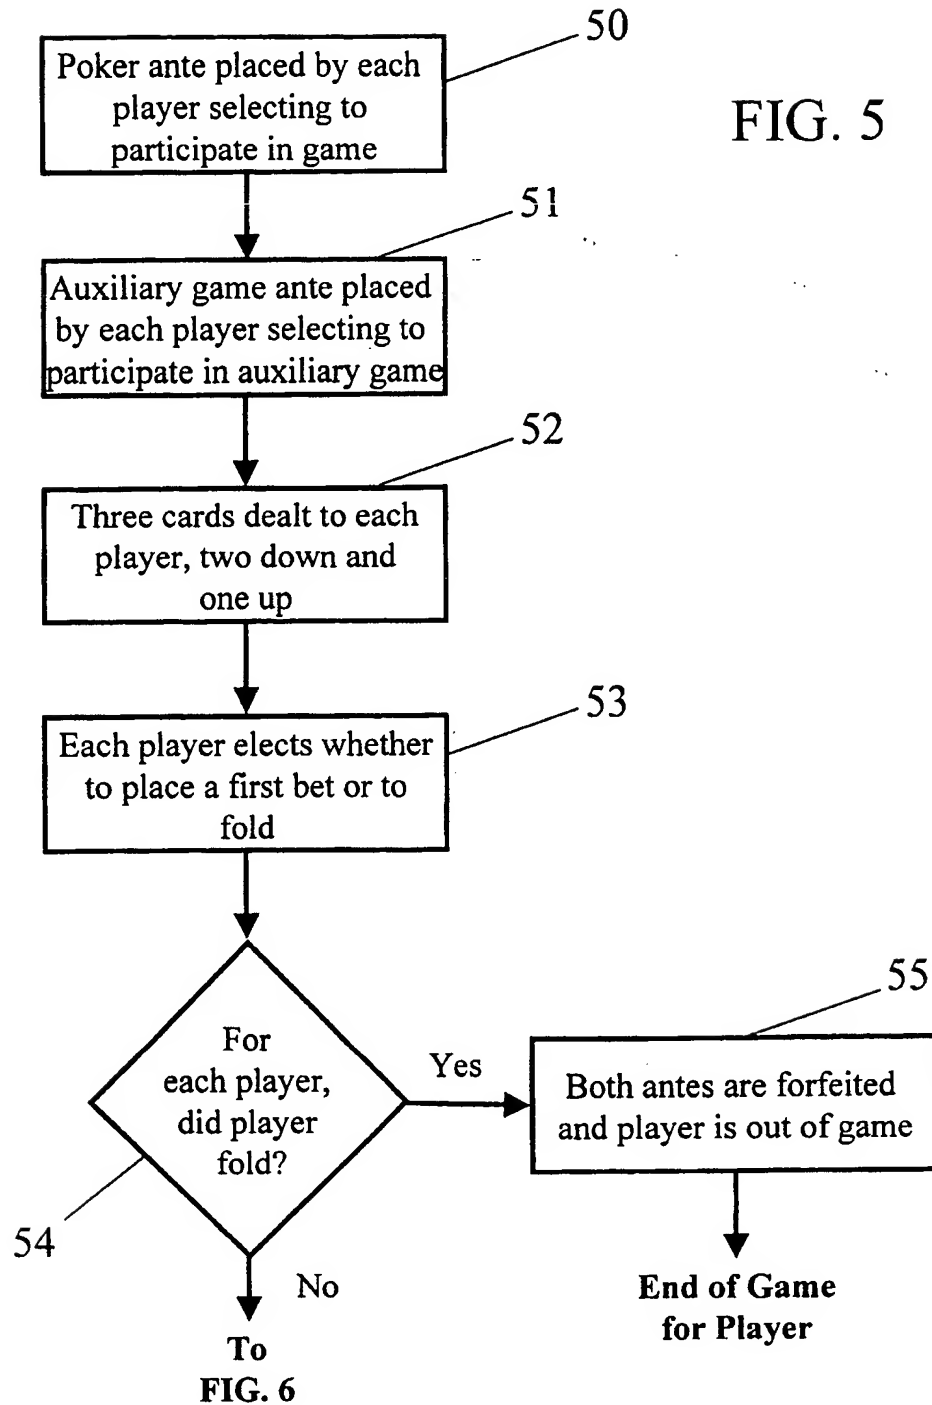 50
Poker ante placed by each
player selecting to
participate in game
FIG. 5
51
Auxiliary game ante placed
by each player selecting to
participate in auxiliary game
52
Three cards dealt to each
player, two down and
one up
53
Each player elects whether
to place a first bet or to
fold
For
each player,
did player
fold?
54
Yes
55
Both antes are forfeited
and player is out of game
No
To
FIG. 6
End of Game
for Player